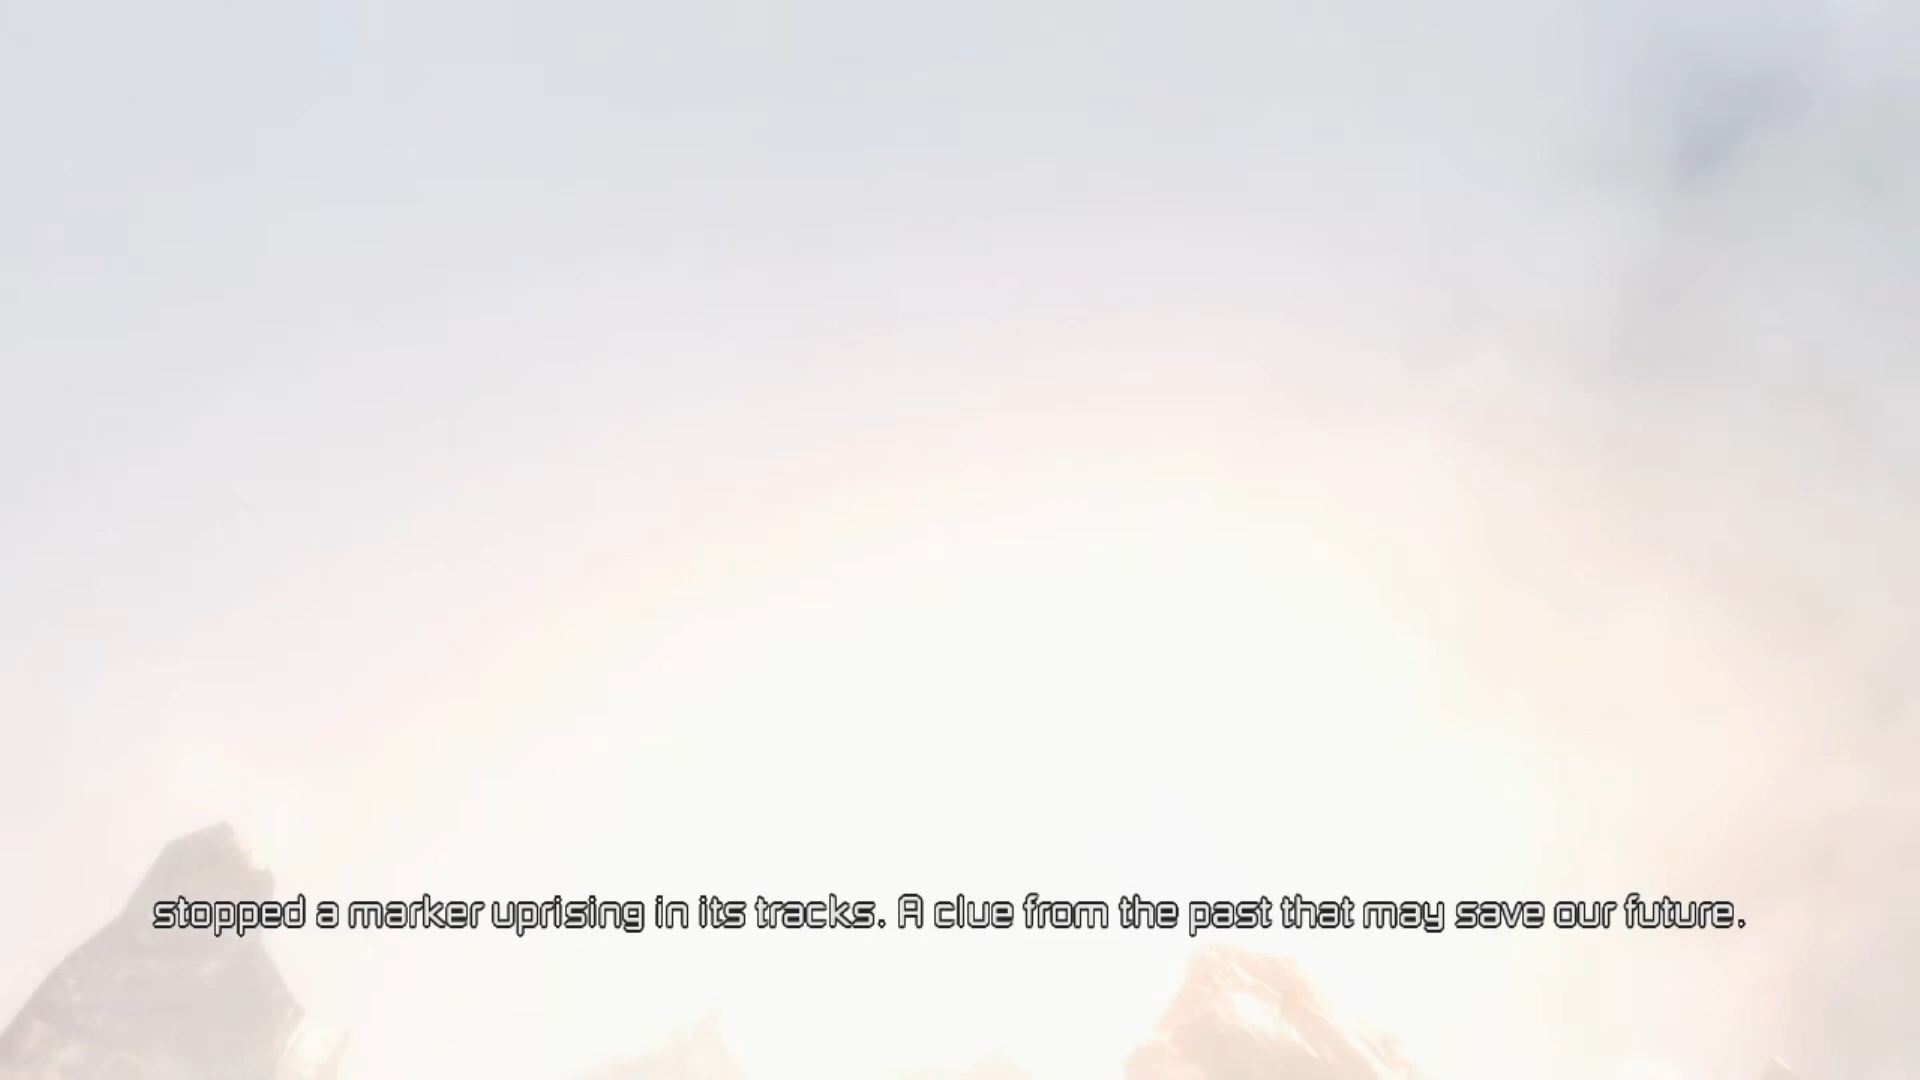 stopped a marker uprising in its tracks. A clue from the past that may save our future.